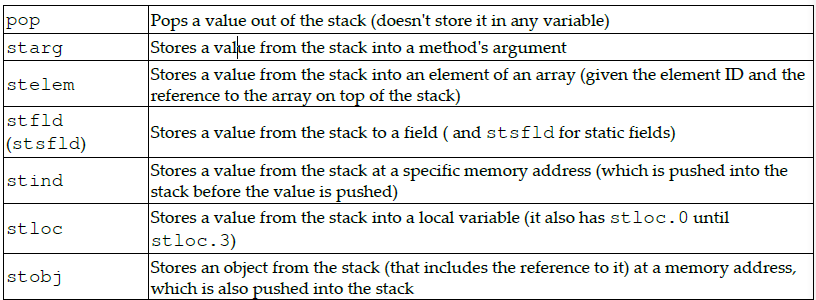 pop Pops a value out of the stack (doesn't store it in any variable)
starg Stores a value from the stack into a method's argument
stelem Stores a value from the stack into an element of an array (given the element ID and the
reference to the array on top of the stack)
stfld
(stsfld) Stores a value from the stack to a field ( and stsfld for static fields)
stind Stores a value from the stack at a specific memory address (which is pushed into the
stack before the value is pushed)
stloc Stores a value from the stack into a local variable (it also has stloc.0 until
stloc.3)
stobj Stores an object from the stack (that includes the reference to it) at a memory address,
which is also pushed into the stack